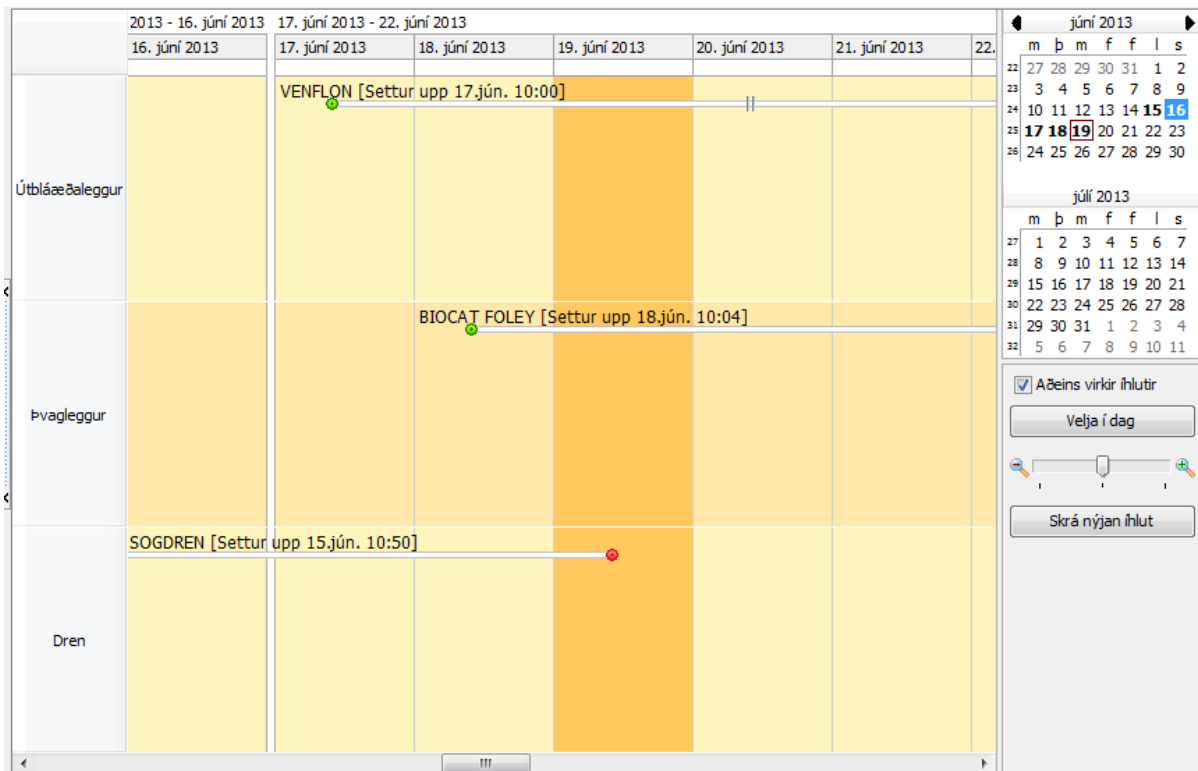 2013 - 16. júní 2013 17. júní 2013 - 22. júní 2013
16. júní 2013 17. júní 2013 18. júní 2013 19. júní 2013 20. júní 2013 21. júní 2013 22.
VENFLON [Settur upp 17.jún. 10:00]
Útbláæðaleggur
BIOCAT FOLEY [Settur upp 18.jún. 10:04]
Þvagleggur
SOGDREN [Settur upp 15.jún. 10:50]
Dren
júní 2013
m þ m f f l s
22 27 28 29 30 31 1 2
23 3 4 5 6 7 8 9
24 10 11 12 13 14 15 16
25 17 18 19 20 21 22 23
26 24 25 26 27 28 29 30
júlí 2013
m þ m f f l s
27 1 2 3 4 5 6 7
28 8 9 10 11 12 13 14
29 15 16 17 18 19 20 21
30 22 23 24 25 26 27 28
31 29 30 31 1 2 3 4
32 5 6 7 8 9 10 11
Aðeins virkir íhlutir
Velja í dag
Skrá nýjan íhlut